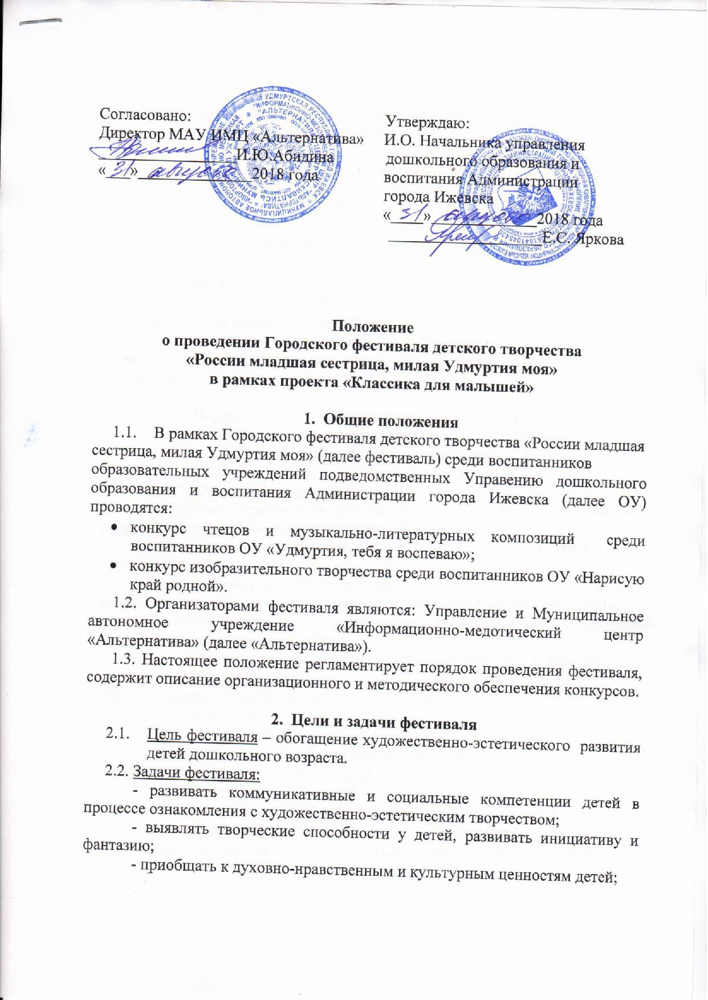 Согласовано:
Директор МАУ ИМЦ «Альтернатива»
И.Ю.Абидина
«31» августа 2018 года
Утверждаю:
И.О. Начальника управления
дошкольного образования и
воспитания Администрации
города Ижевска
«31» августа 2018 года
Е.С. Яркова
Положение
о проведении Городского фестиваля детского творчества
«России младшая сестрица, милая Удмуртия моя»
в рамках проекта «Классика для малышей»
1. Общие положения
1.1. В рамках Городского фестиваля детского творчества «России младшая
сестрица, милая Удмуртия моя» (далее фестиваль) среди воспитанников
образовательных учреждений подведомственных Управению дошкольного
образования и воспитания Администрации города Ижевска (далее ОУ)
проводятся:
• конкурс чтецов и музыкально-литературных композиций среди
воспитанников ОУ «Удмуртия, тебя я воспеваю»;
• конкурс изобразительного творчества среди воспитанников ОУ «Нарисую
край родной».
1.2. Организаторами фестиваля являются: Управление и Муниципальное
автономное учреждение «Информационно-медотический центр
«Альтернатива» (далее «Альтернатива»).
1.3. Настоящее положение регламентирует порядок проведения фестиваля,
содержит описание организационного и методического обеспечения конкурсов.
2. Цели и задачи фестиваля
2.1. Цель фестиваля – обогащение художественно-эстетического развития
детей дошкольного возраста.
2.2. Задачи фестиваля:
- развивать коммуникативные и социальные компетенции детей в
процессе ознакомления с художественно-эстетическим творчеством;
- выявлять творческие способности у детей, развивать инициативу и
фантазию;
- приобщать к духовно-нравственным и культурным ценностям детей;